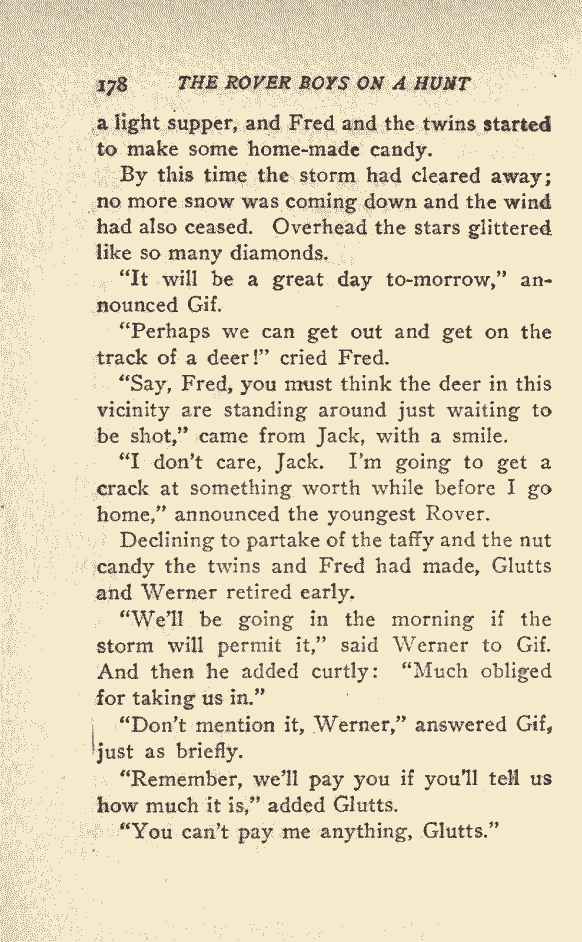 178 THE ROVER BOYS ON A HUNT
a light supper, and Fred and the twins started
to make some home-made candy.
By this time the storm had cleared away;
no more snow was coming down and the wind
had also ceased. Overhead the stars glittered
like so many diamonds.
"It will be a great day to-morrow," an-
nounced Gif.
"Perhaps we can get out and get on the
track of a deer!" cried Fred.
"Say, Fred, you must think the deer in this
vicinity are standing around just waiting to
be shot," came from Jack, with a smile.
"I don't care, Jack. I'm going to get a
crack at something worth while before I go
home," announced the youngest Rover.
Declining to partake of the taffy and the nut
candy the twins and Fred had made, Glutts
and Werner retired early.
"We'll be going in the morning if the
storm will permit it," said Werner to Gif.
And then he added curtly: "Much obliged
for taking us in."
"Don't mention it, Werner," answered Gif,
just as briefly.
"Remember, we'll pay you if you'll tell us
how much it is," added Glutts.
"You can't pay me anything, Glutts."